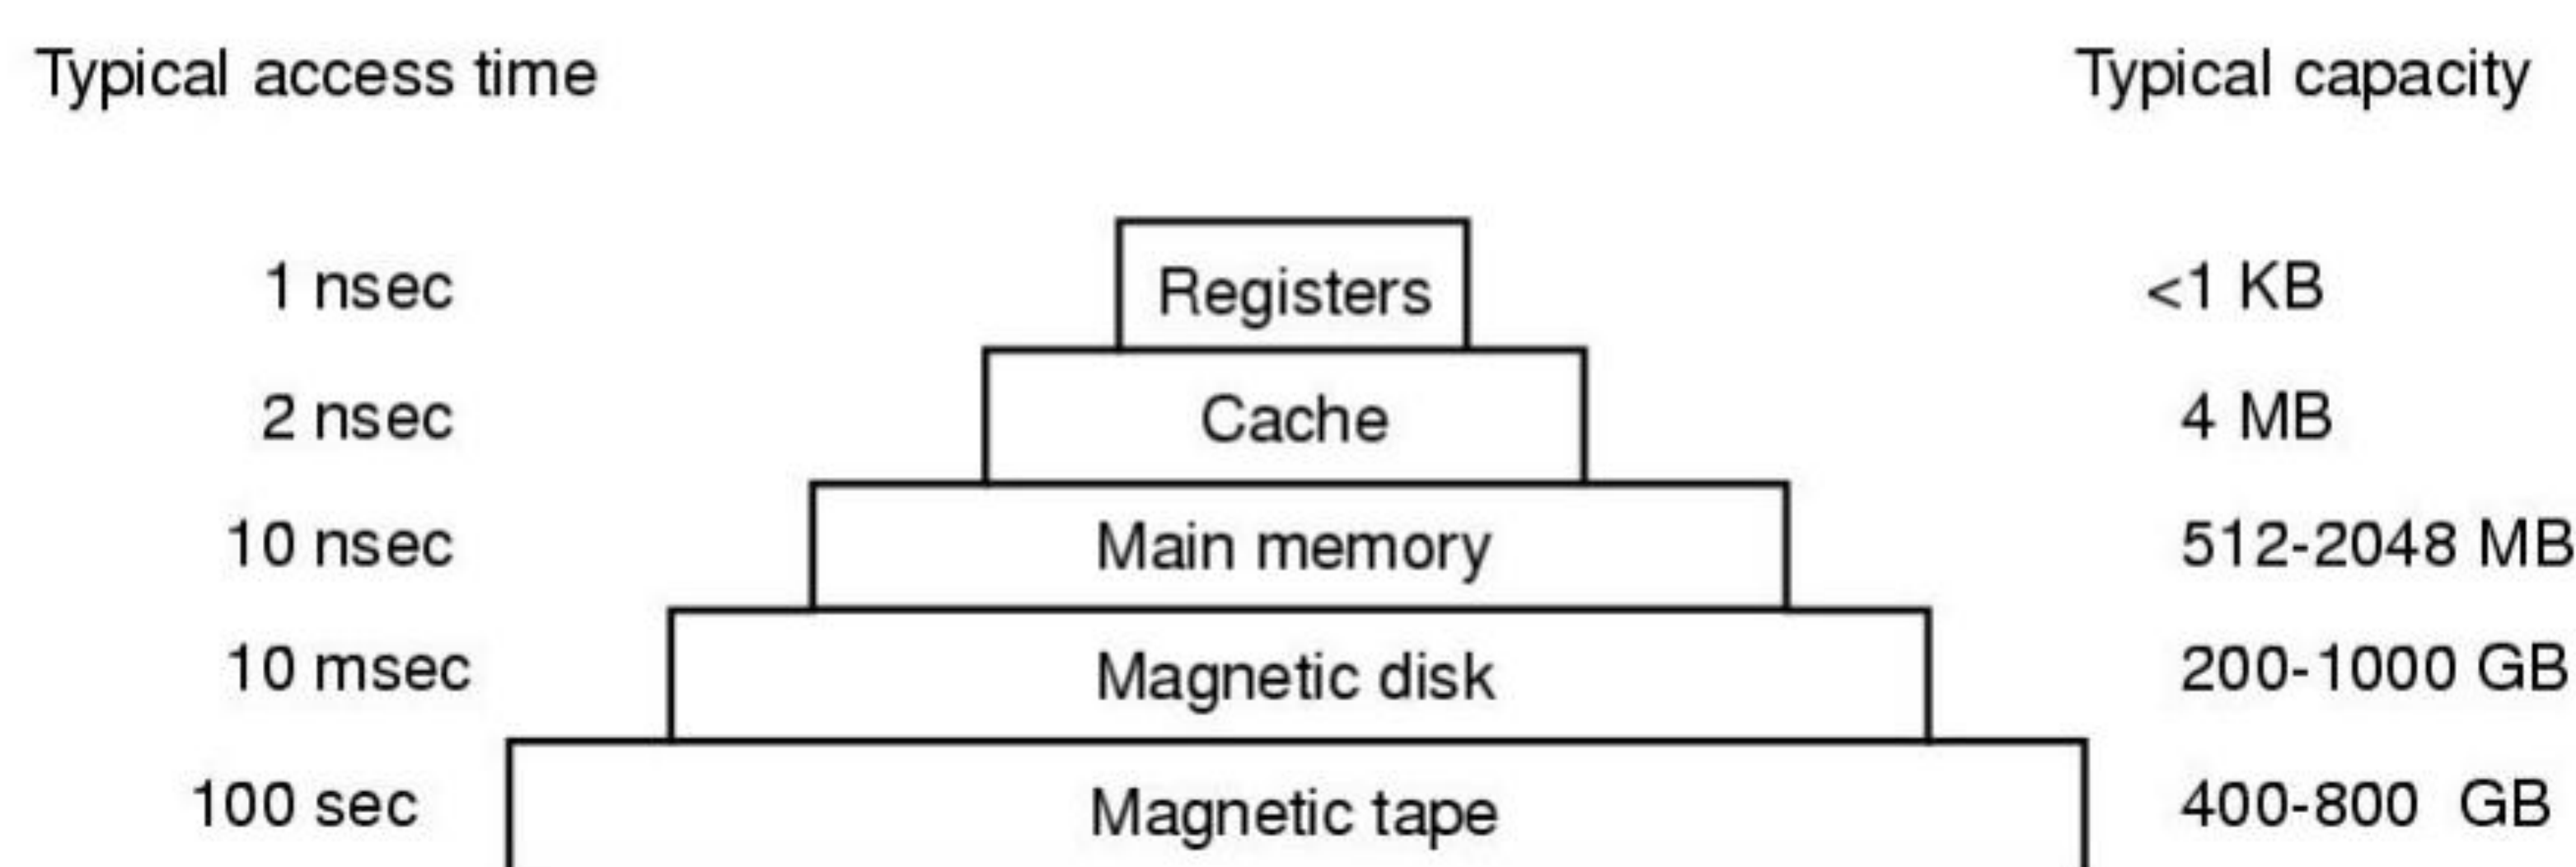 Typical access time Typical capacity
1 nsec Registers <1 KB
2 nsec Cache 4 MB
10 nsec Main memory 512-2048 MB
10 msec Magnetic disk 200-1000 GB
100 sec Magnetic tape 400-800 GB